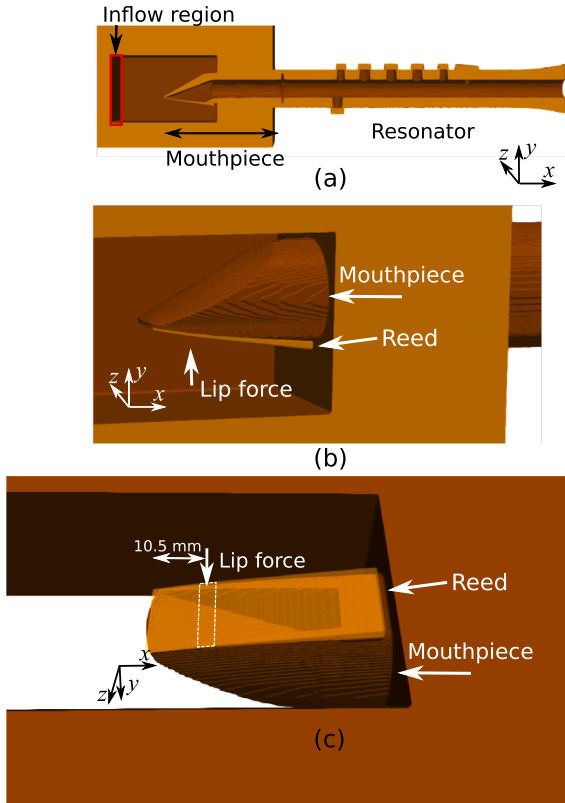 Inflow region
Mouthpiece
Resonator
z y x
(a)
Mouthpiece
Reed
z y x
Lip force
(b)
10.5 mm
Lip force
Reed
Mouthpiece
x
z y
(c)